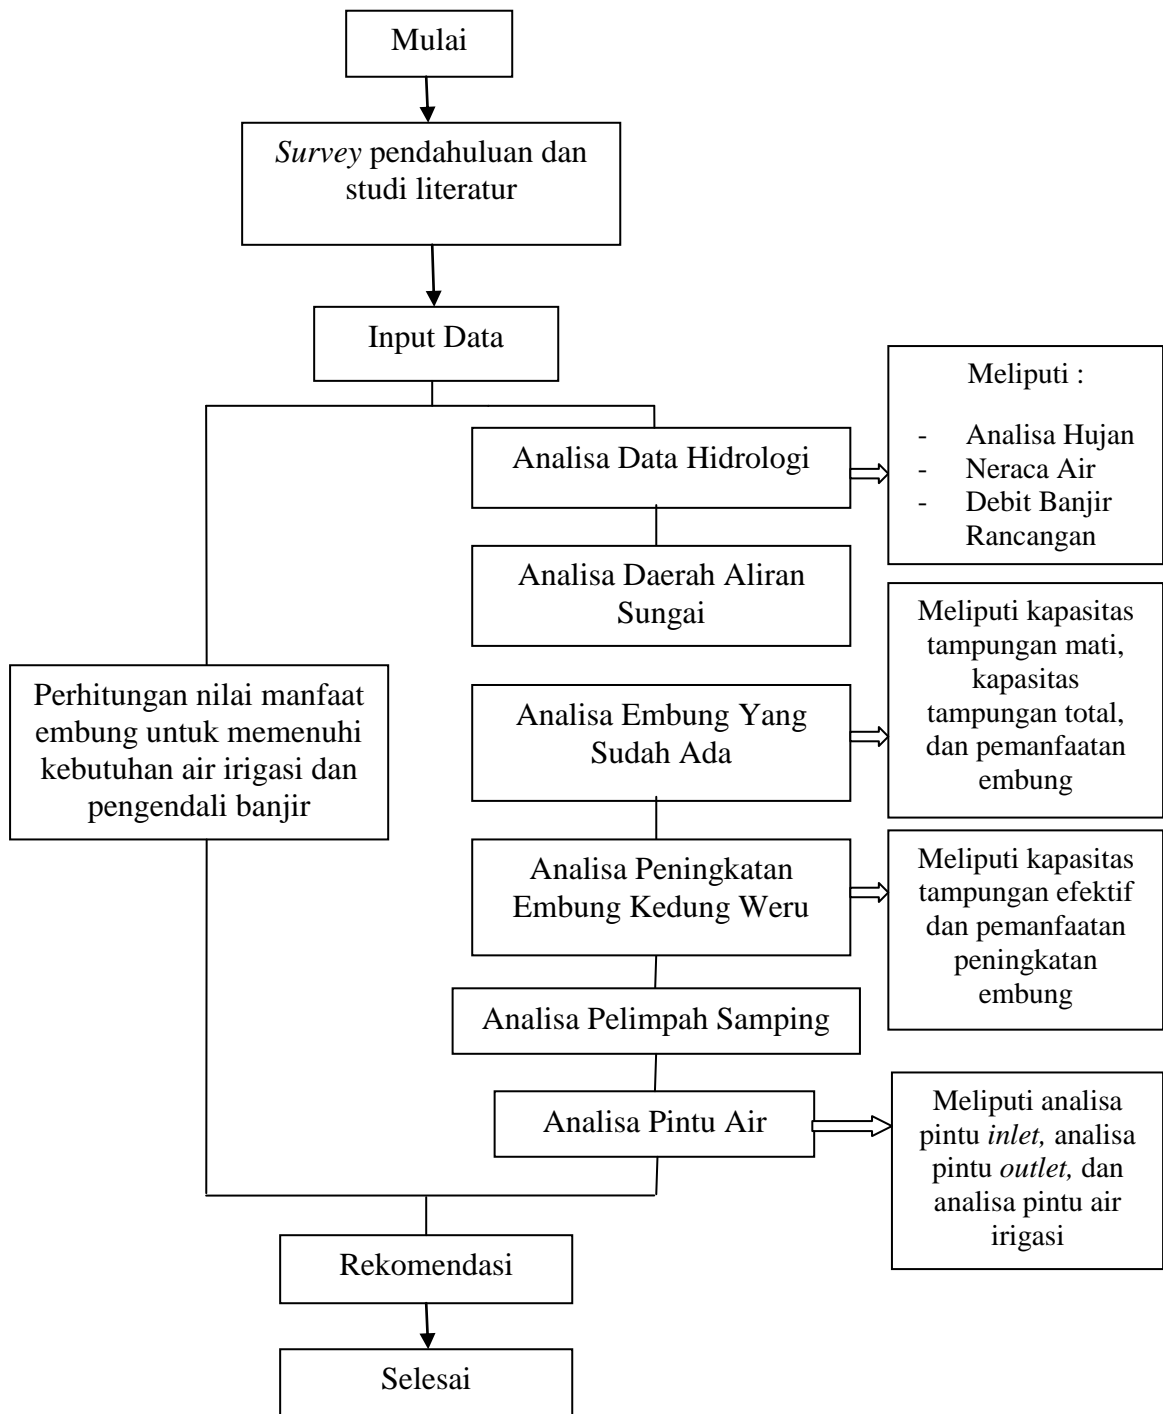 Mulai
Survey pendahuluan dan
studi literatur
Input Data
Analisa Data Hidrologi
Meliputi :
- Analisa Hujan
- Neraca Air
- Debit Banjir
Rancangan
Analisa Daerah Aliran
Sungai
Perhitungan nilai manfaat
embung untuk memenuhi
kebutuhan air irigasi dan
pengendali banjir
Analisa Embung Yang
Sudah Ada
Meliputi kapasitas
tampungan mati,
kapasitas
tampungan total,
dan pemanfaatan
embung
Analisa Peningkatan
Embung Kedung Weru
Meliputi kapasitas
tampungan efektif
dan pemanfaatan
peningkatan
embung
Analisa Pelimpah Samping
Analisa Pintu Air
Meliputi analisa
pintu inlet, analisa
pintu outlet, dan
analisa pintu air
irigasi
Rekomendasi
Selesai